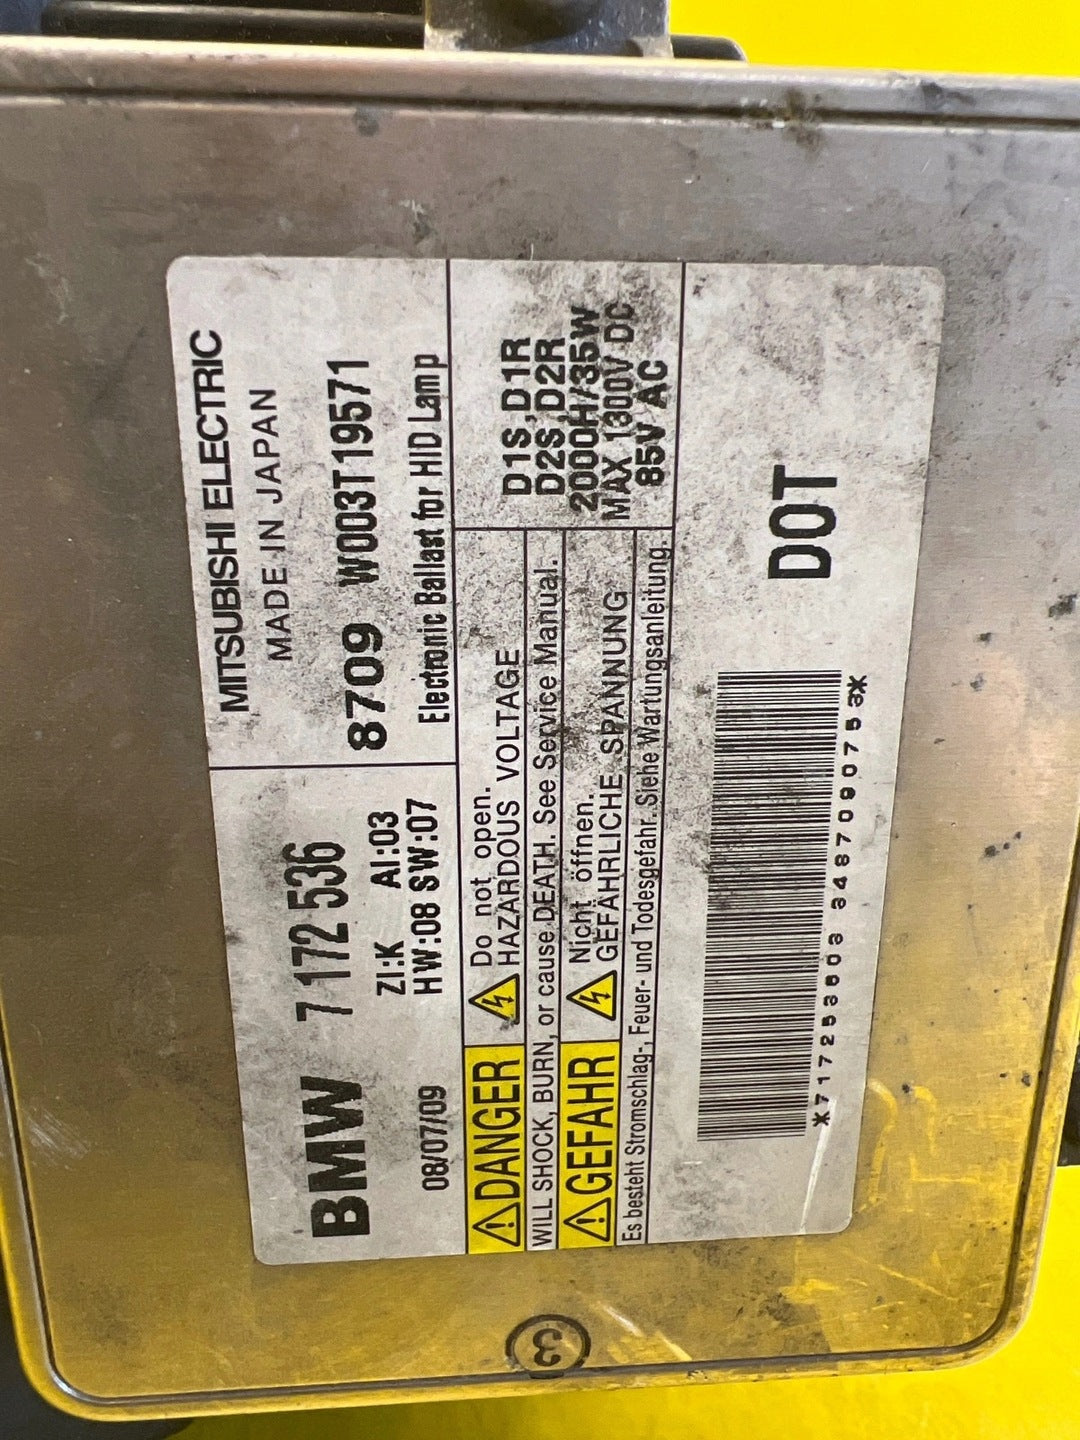 BMW 7 172 536
ZI:K AI:03
08/07/09 HW:08 SW:07
MITSUBISHI ELECTRIC
MADE IN JAPAN
8709 W003T19571
Electronic Ballast for HID Lamp
DANGER Do not open.
HAZARDOUS VOLTAGE
WILL SHOCK, BURN, or cause DEATH. See Service Manual.
GEFAHR Nicht öffnen.
GEFÄHRLICHE SPANNUNG
Es besteht Stromschlag-, Feuer- und Todesgefahr. Siehe Wartungsanleitung.
D1S,D1R
D2S,D2R
2000H/35W
MAX 1300V DC
85V AC
DOT
*717253603 3487090753*
3